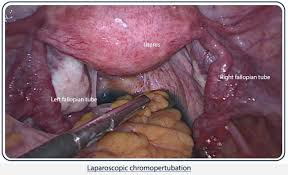 Uterus
Right fallopian tube
Left fallopian tube
Laparoscopic chromopertubation